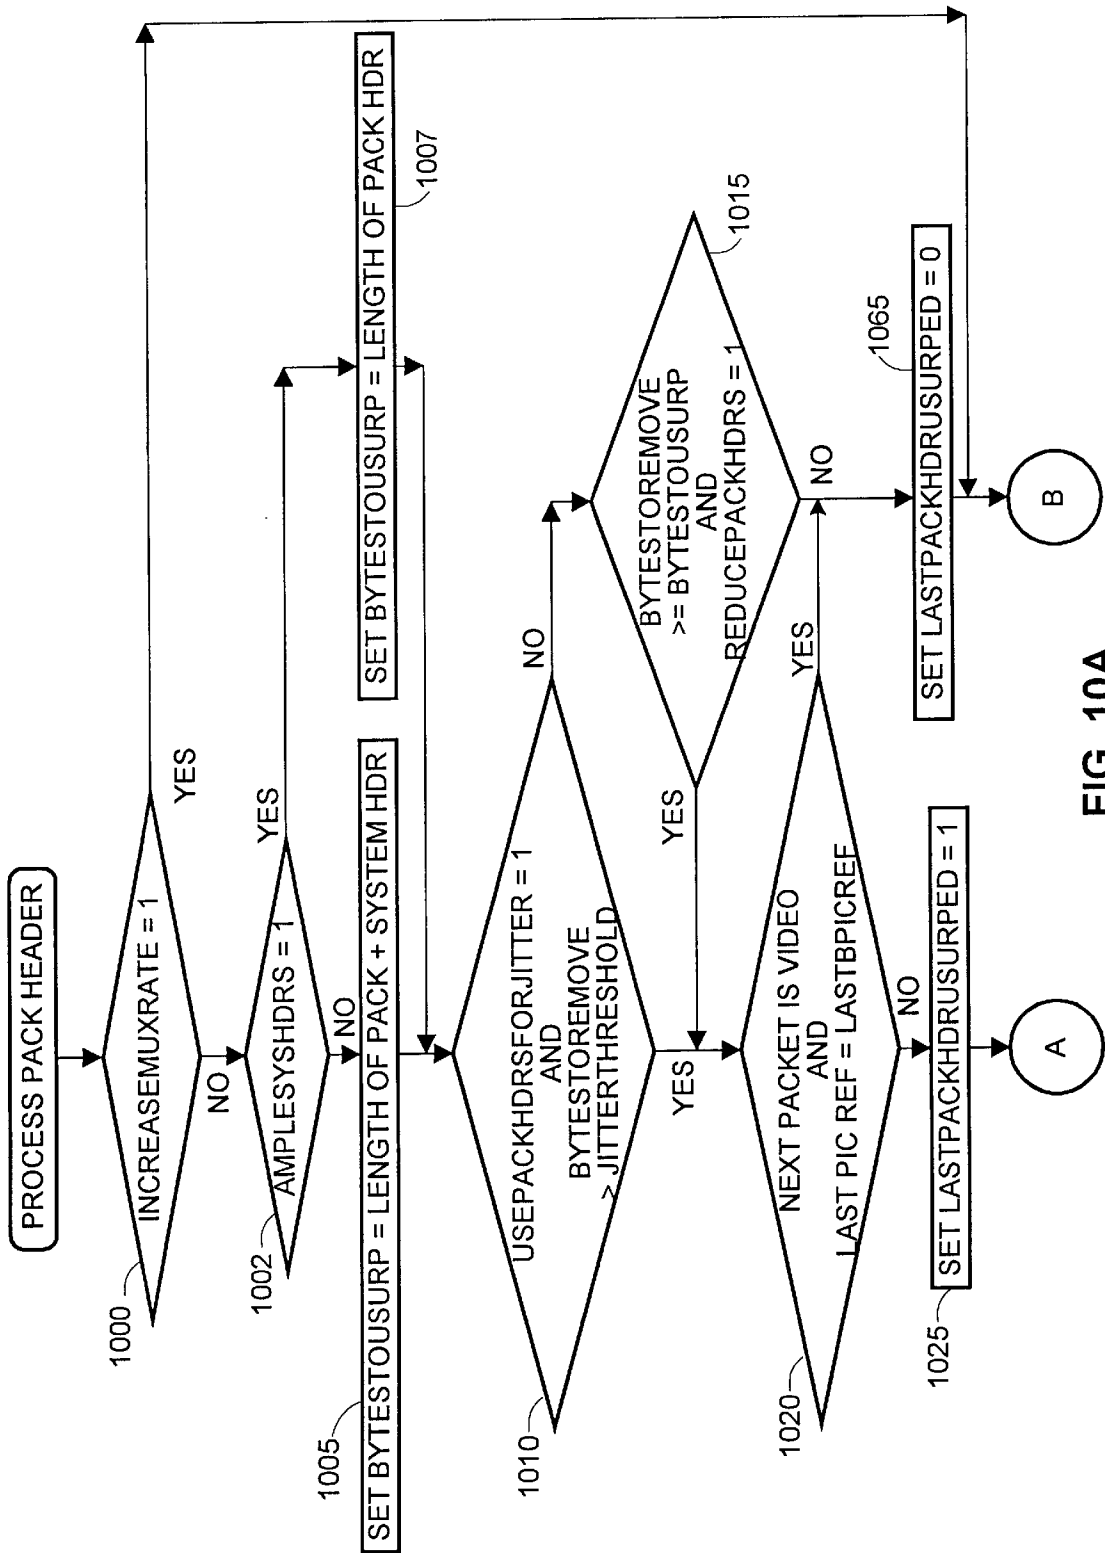 PROCESS PACK HEADER
1000
INCREASEMUXRATE = 1
YES
NO
1002
AMPLESYSHDRS = 1
YES
NO
1005
SET BYTESTOUSURP = LENGTH OF PACK + SYSTEM HDR
SET BYTESTOUSURP = LENGTH OF PACK HDR
1007
1010
USEPACKHDRSFORJITTER = 1
AND
BYTESTOREMOVE
> JITTERTHRESHOLD
NO
YES
1015
BYTESTOREMOVE
>= BYTESTOUSURP
AND
REDUCEPACKHDRS = 1
YES
NO
1020
NEXT PACKET IS VIDEO
AND
LAST PIC REF = LASTBPICREF
YES
NO
1025
SET LASTPACKHDRUSURPED = 1
1065
SET LASTPACKHDRUSURPED = 0
A
B
FIG. 10A